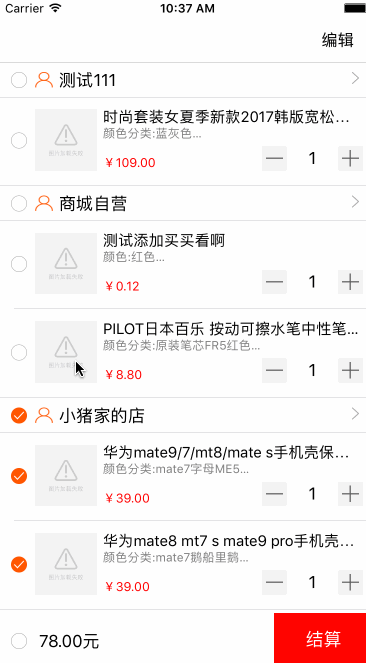 Carrier 10:37 AM
编辑
测试111
时尚套装女夏季新款2017韩版宽松...
颜色分类:蓝灰色...
¥109.00
1
商城自营
测试添加买买看啊
颜色:红色...
¥0.12
1
PILOT日本百乐 按动可擦水笔中性笔...
颜色分类:原装笔芯FR5红色...
¥8.80
1
小猪家的店
华为mate9/7/mt8/mate s手机壳保...
颜色分类:mate7字母ME5...
¥39.00
1
华为mate8 mt7 s mate9 pro手机壳...
颜色分类:mate7鹅船里鹅...
¥39.00
1
78.00元
结算